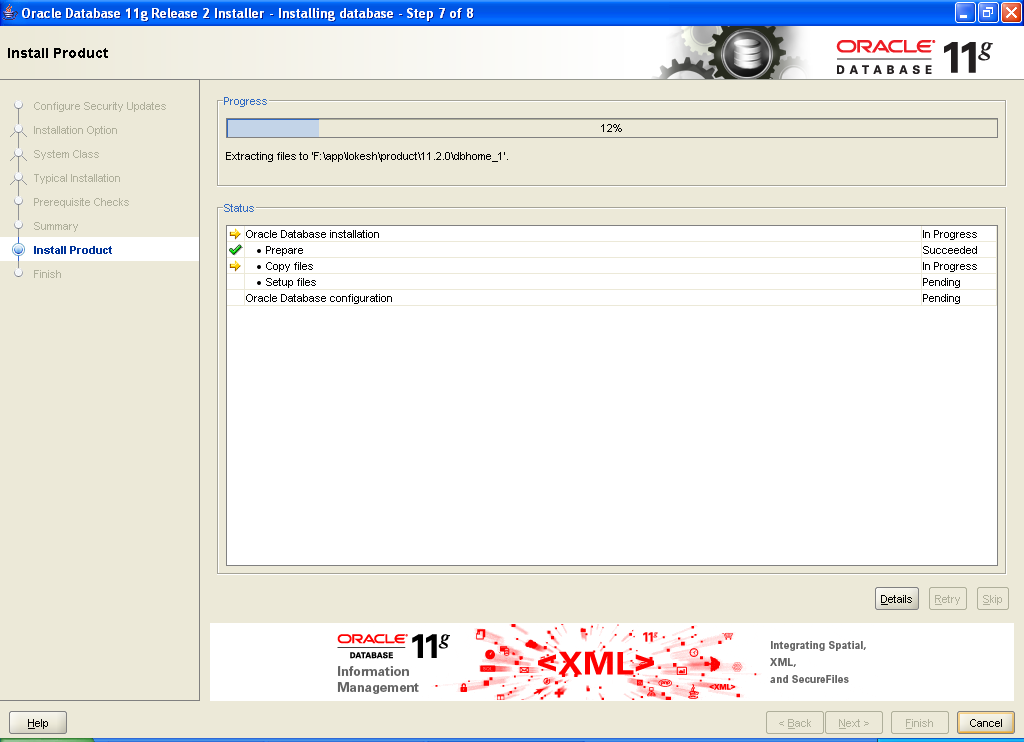 Oracle Database 11g Release 2 Installer - Installing database - Step 7 of 8
Install Product
ORACLE
DATABASE 11g
Configure Security Updates
Installation Option
System Class
Typical Installation
Prerequisite Checks
Summary
Install Product
Finish
Progress
12%
Extracting files to 'F:\app\lokesh\product\11.2.0\dbhome_1'.
Status
Oracle Database installation In Progress
• Prepare Succeeded
• Copy files In Progress
• Setup files Pending
Oracle Database configuration Pending
Details Retry Skip
ORACLE
DATABASE 11g
Information
Management
11g
<XML>
<XML>
Integrating Spatial,
XML,
and SecureFiles
Help < Back Next > Finish Cancel